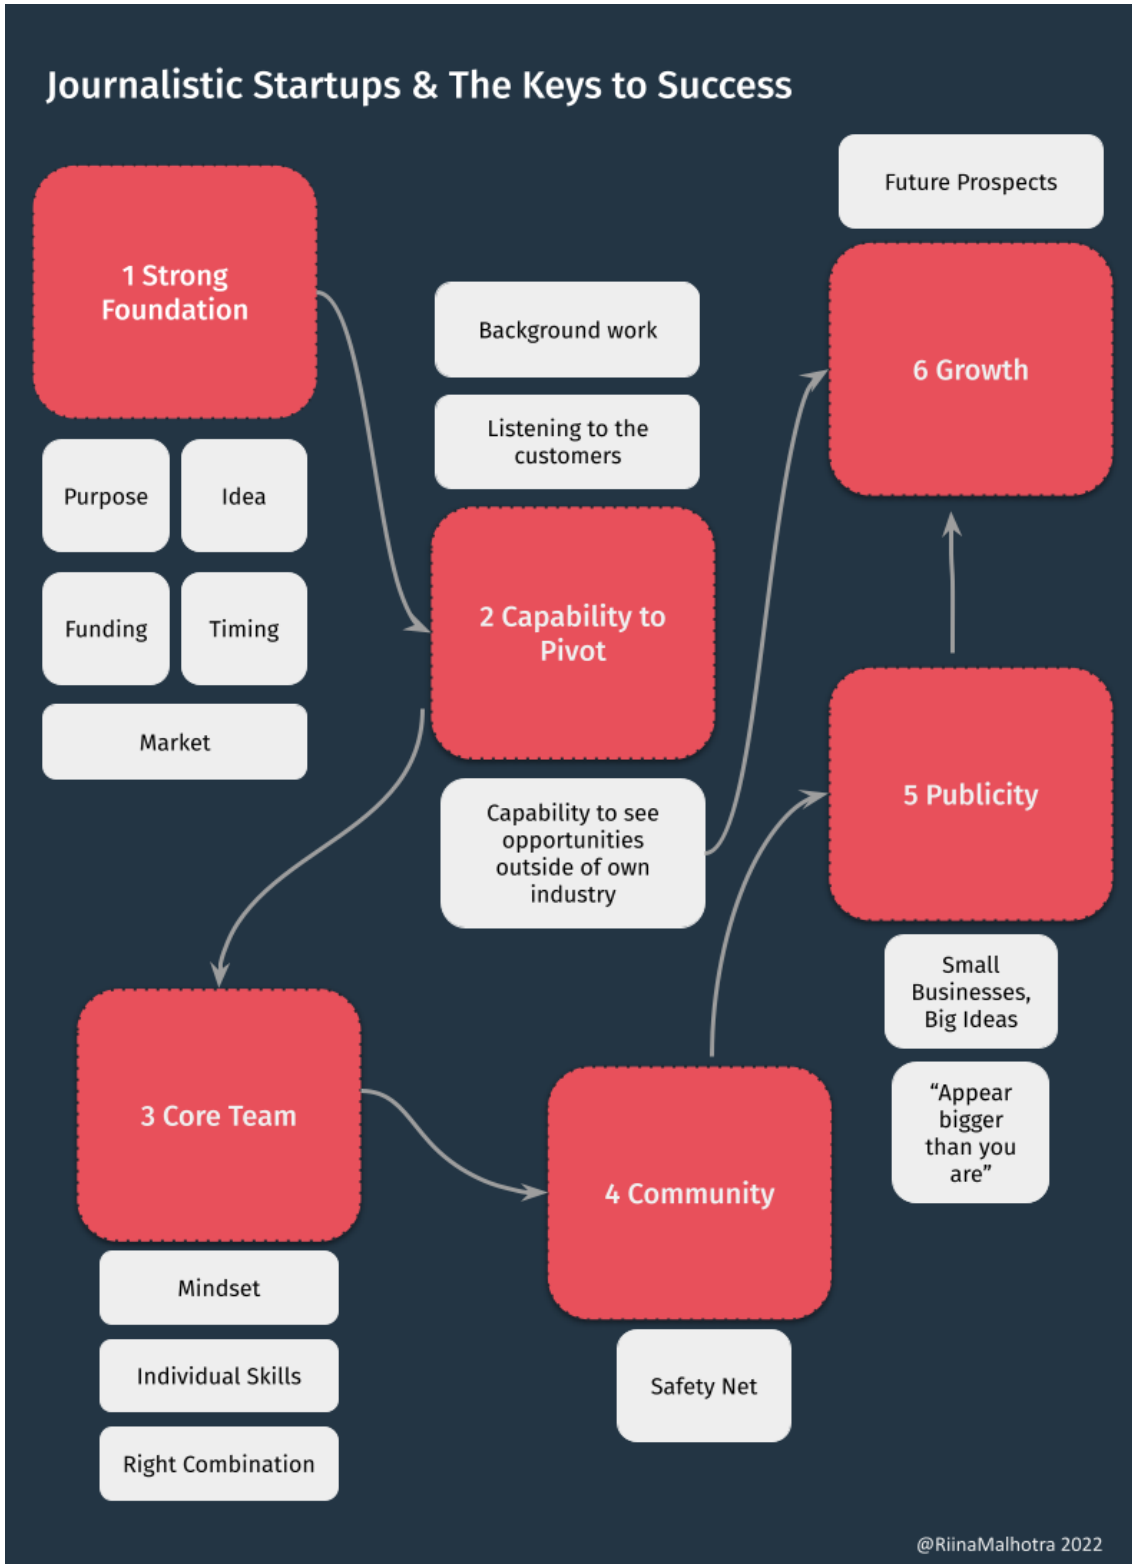 Journalistic Startups & The Keys to Success
1 Strong
Foundation
Purpose
Idea
Funding
Timing
Market
Background work
Listening to the
customers
2 Capability to
Pivot
Capability to see
opportunities
outside of own
industry
3 Core Team
Mindset
Individual Skills
Right Combination
4 Community
Safety Net
5 Publicity
Small
Businesses,
Big Ideas
“Appear
bigger
than you
are”
Future Prospects
6 Growth
@RiinaMalhotra 2022